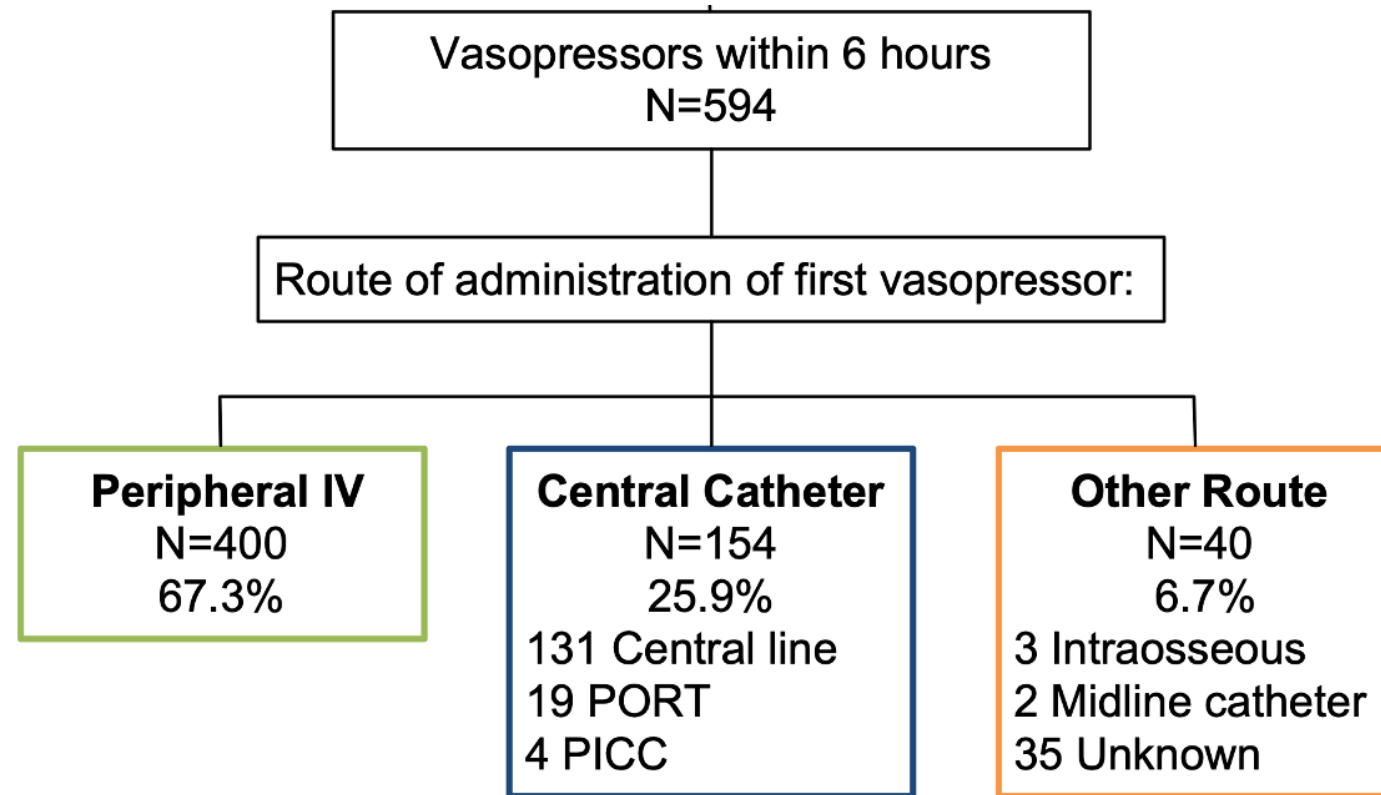 Vasopressors within 6 hours
N=594
Route of administration of first vasopressor:
Peripheral IV
N=400
67.3%
Central Catheter
N=154
25.9%
131 Central line
19 PORT
4 PICC
Other Route
N=40
6.7%
3 Intraosseous
2 Midline catheter
35 Unknown